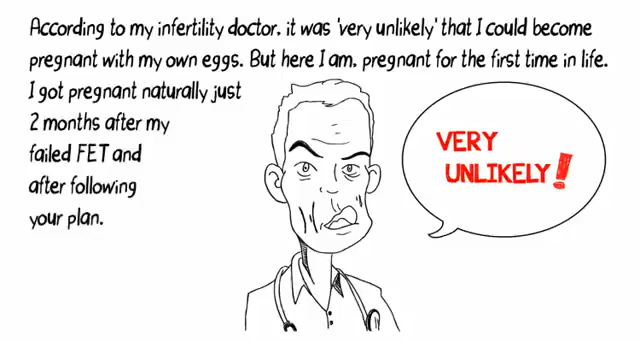 According to my infertility doctor, it was 'very unlikely' that I could become
pregnant with my own eggs. But here I am, pregnant for the first time in life.
I got pregnant naturally just
2 months after my
failed FET and
after following
your plan.
VERY
UNLIKELY!